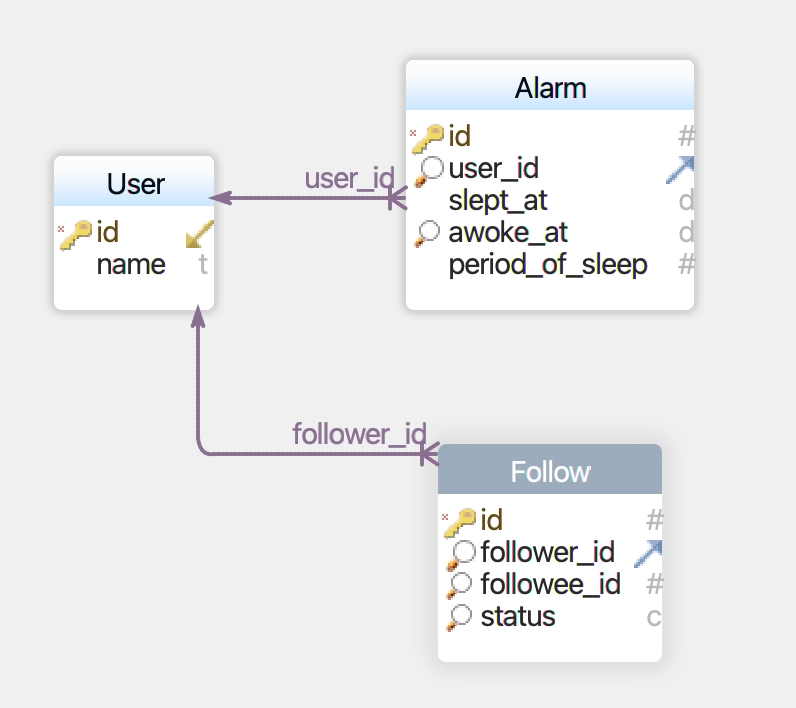 Alarm
id #
user_id
slept_at d
awoke_at d
period_of_sleep #
user_id
User
id
name t
follower_id
Follow
id #
follower_id
followee_id #
status c